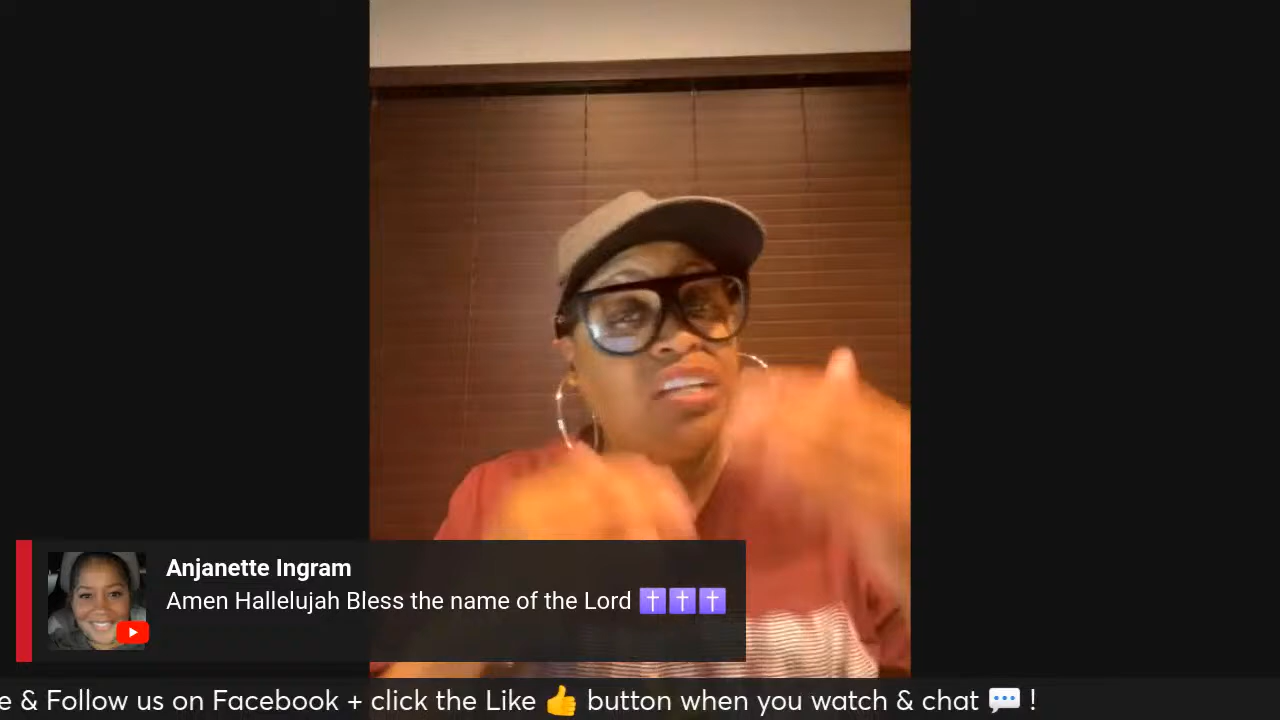 Anjanette Ingram
Amen Hallelujah Bless the name of the Lord ✝️✝️✝️
e & Follow us on Facebook + click the Like 👍 button when you watch & chat 💬 !